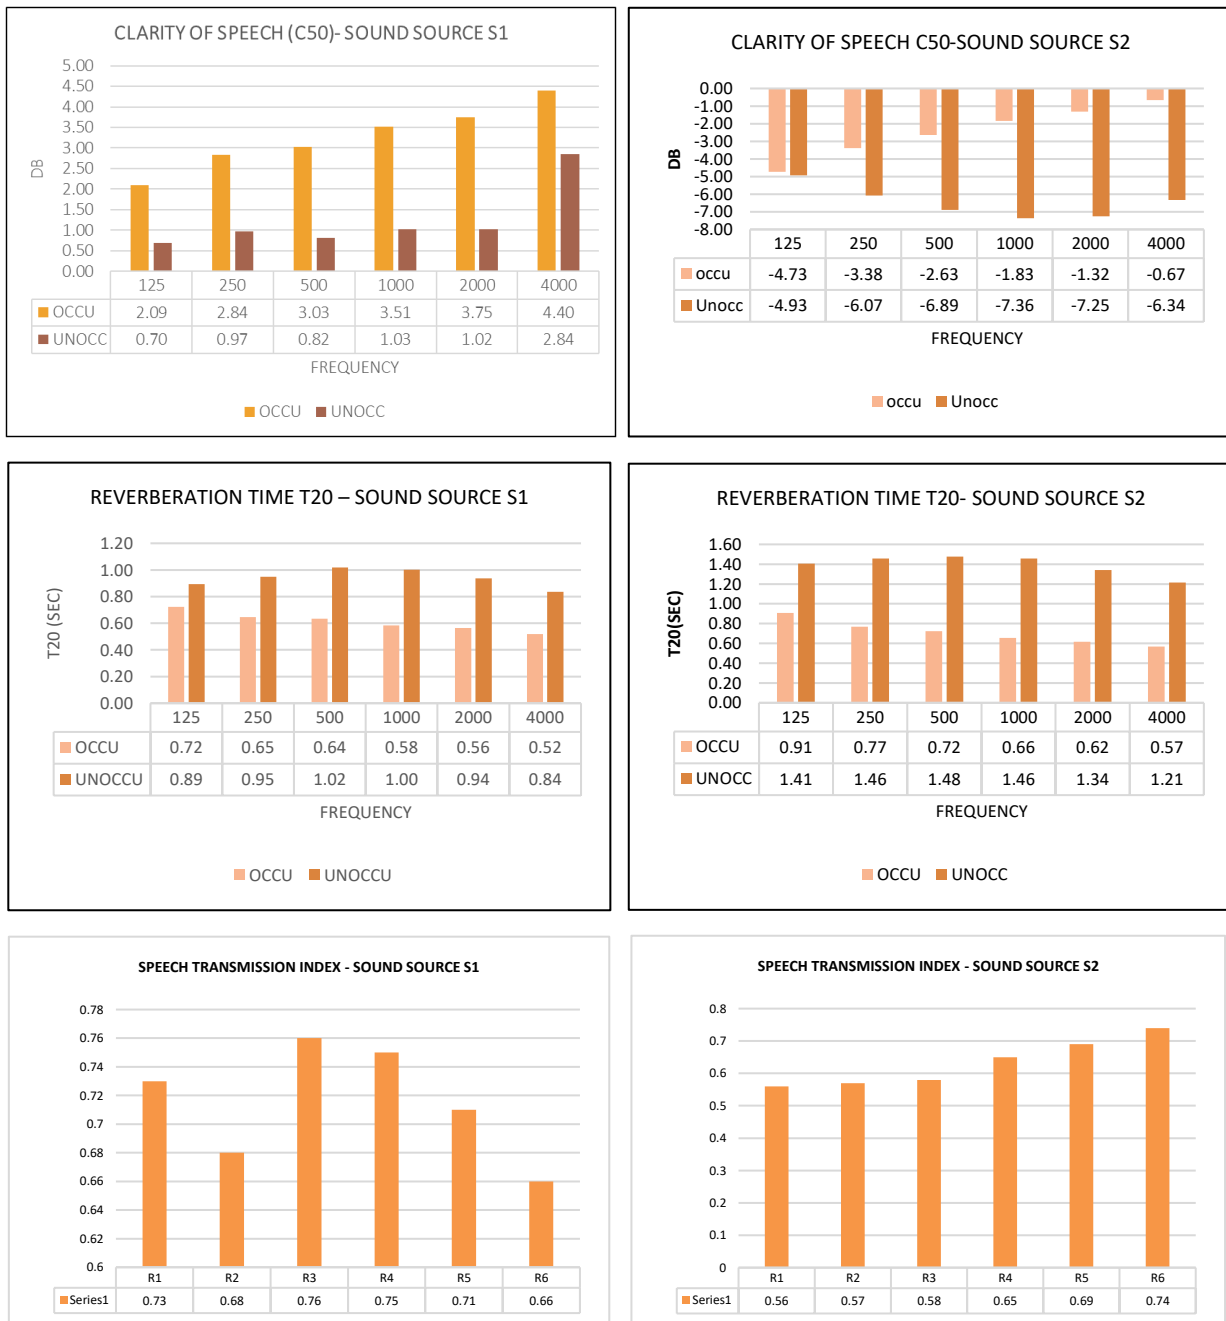 CLARITY OF SPEECH (C50)- SOUND SOURCE S1
5.00
4.50
4.00
3.50
3.00
2.50
2.00
1.50
1.00
0.50
0.00
DB
125 250 500 1000 2000 4000
OCCU 2.09 2.84 3.03 3.51 3.75 4.40
UNOCC 0.70 0.97 0.82 1.03 1.02 2.84
FREQUENCY
OCCU UNOCC
CLARITY OF SPEECH C50-SOUND SOURCE S2
0.00
-1.00
-2.00
-3.00
-4.00
-5.00
-6.00
-7.00
-8.00
DB
125 250 500 1000 2000 4000
occu -4.73 -3.38 -2.63 -1.83 -1.32 -0.67
Unocc -4.93 -6.07 -6.89 -7.36 -7.25 -6.34
FREQUENCY
occu Unocc
REVERBERATION TIME T20 – SOUND SOURCE S1
1.20
1.00
0.80
0.60
0.40
0.20
0.00
T20 (SEC)
125 250 500 1000 2000 4000
OCCU 0.72 0.65 0.64 0.58 0.56 0.52
UNOCCU 0.89 0.95 1.02 1.00 0.94 0.84
FREQUENCY
OCCU UNOCCU
REVERBERATION TIME T20- SOUND SOURCE S2
1.60
1.40
1.20
1.00
0.80
0.60
0.40
0.20
0.00
T20(SEC)
125 250 500 1000 2000 4000
OCCU 0.91 0.77 0.72 0.66 0.62 0.57
UNOCC 1.41 1.46 1.48 1.46 1.34 1.21
FREQUENCY
OCCU UNOCC
SPEECH TRANSMISSION INDEX - SOUND SOURCE S1
0.78
0.76
0.74
0.72
0.7
0.68
0.66
0.64
0.62
0.6
R1 R2 R3 R4 R5 R6
Series1 0.73 0.68 0.76 0.75 0.71 0.66
SPEECH TRANSMISSION INDEX - SOUND SOURCE S2
0.8
0.7
0.6
0.5
0.4
0.3
0.2
0.1
0
R1 R2 R3 R4 R5 R6
Series1 0.56 0.57 0.58 0.65 0.69 0.74